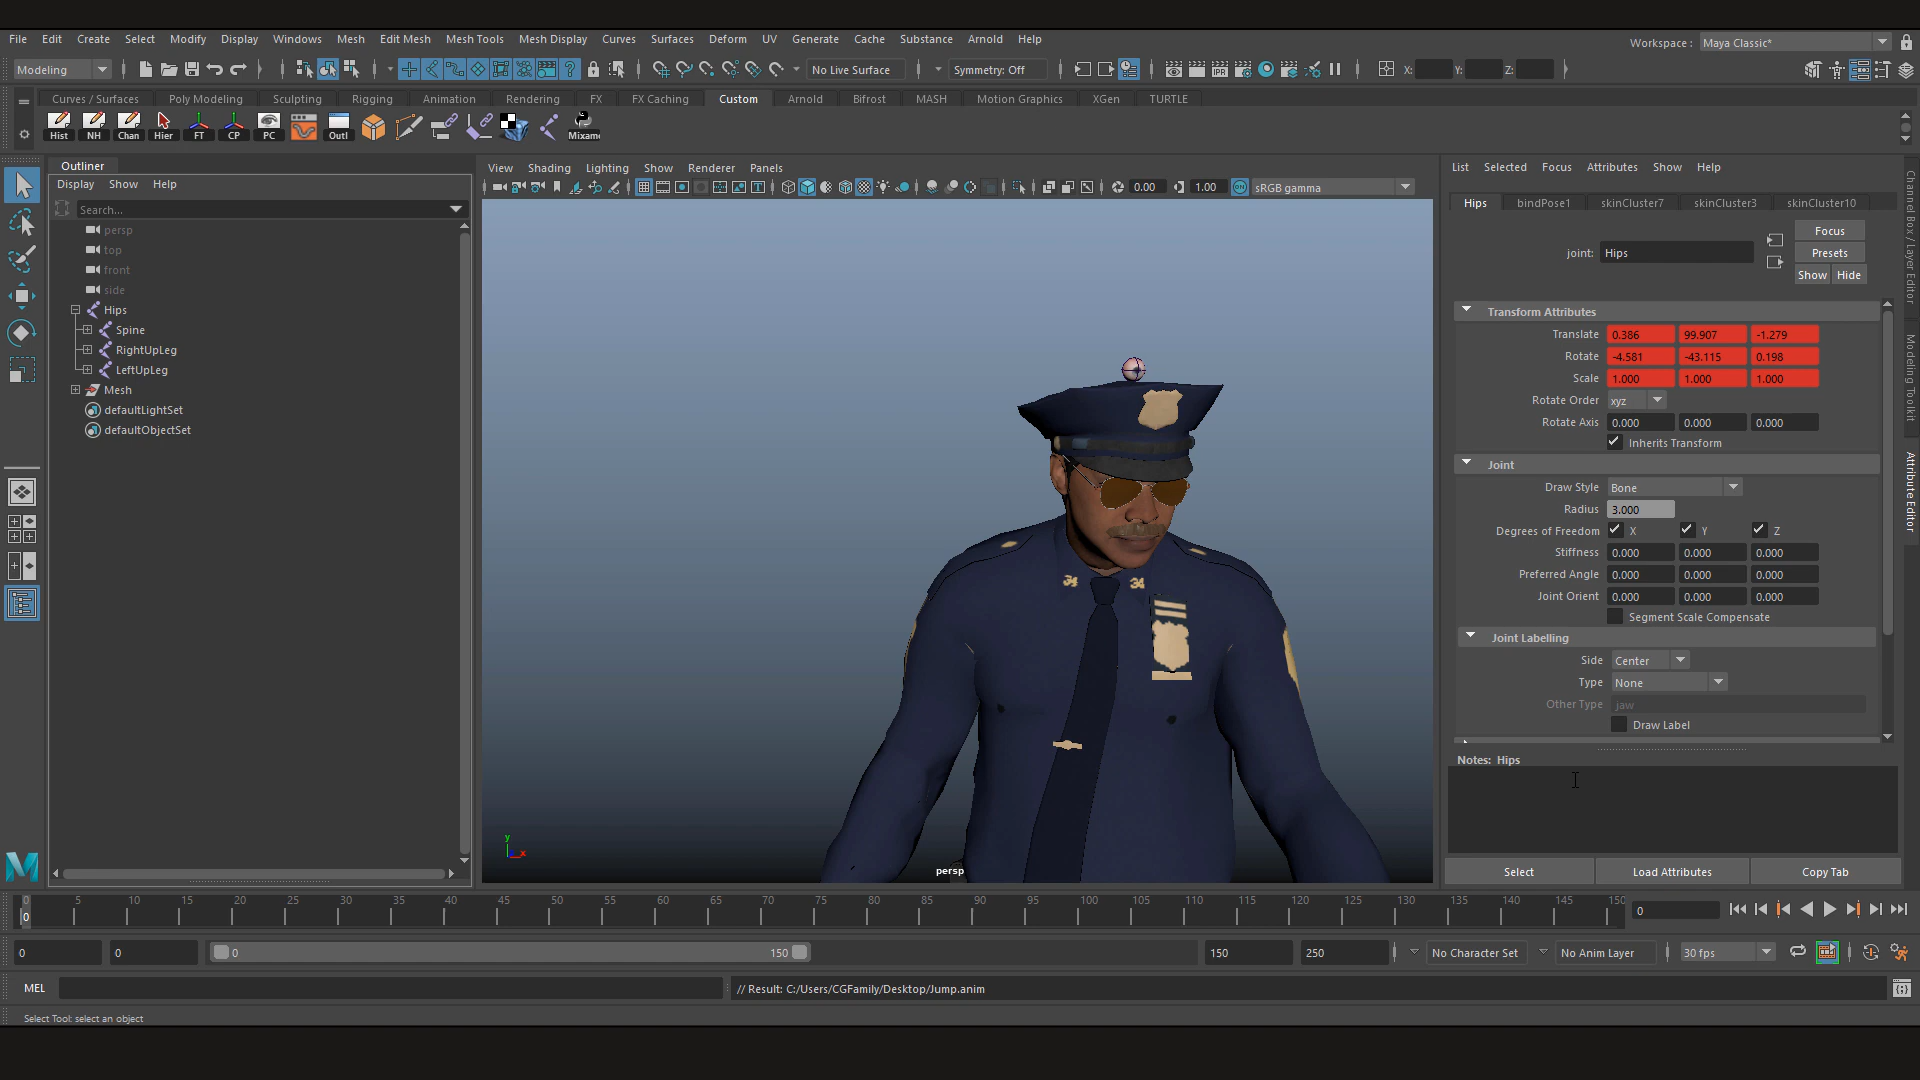 File Edit Create Select Modify Display Windows Mesh Edit Mesh Mesh Tools Mesh Display Curves Surfaces Deform UV Generate Cache Substance Arnold Help
Workspace : Maya Classic*
Modeling No Live Surface Symmetry: Off X: Y: Z:
Curves / Surfaces Poly Modeling Sculpting Rigging Animation Rendering FX FX Caching Custom Arnold Bifrost MASH Motion Graphics XGen TURTLE
Hist NH Chan Hier FT CP PC Outl Mixam
Outliner
Display Show Help
Search...
persp
top
front
side
Hips
Spine
RightUpLeg
LeftUpLeg
Mesh
defaultLightSet
defaultObjectSet
View Shading Lighting Show Renderer Panels
0.00 1.00 ON sRGB gamma
34 34
y
x
persp
List Selected Focus Attributes Show Help
Hips bindPose1 skinCluster7 skinCluster3 skinCluster10
joint: Hips
Focus
Presets
Show Hide
Transform Attributes
Translate 0.386 99.907 -1.279
Rotate -4.581 -43.115 0.198
Scale 1.000 1.000 1.000
Rotate Order xyz
Rotate Axis 0.000 0.000 0.000
Inherits Transform
Joint
Draw Style Bone
Radius 3.000
Degrees of Freedom X Y Z
Stiffness 0.000 0.000 0.000
Preferred Angle 0.000 0.000 0.000
Joint Orient 0.000 0.000 0.000
Segment Scale Compensate
Joint Labelling
Side Center
Type None
Other Type jaw
Draw Label
Notes: Hips
Select Load Attributes Copy Tab
Channel Box / Layer Editor
Modeling Toolkit
Attribute Editor
0 5 10 15 20 25 30 35 40 45 50 55 60 65 70 75 80 85 90 95 100 105 110 115 120 125 130 135 140 145 150
0 0
0 0 0 150 150 250 No Character Set No Anim Layer 30 fps
MEL // Result: C:/Users/CGFamily/Desktop/Jump.anim
Select Tool: select an object